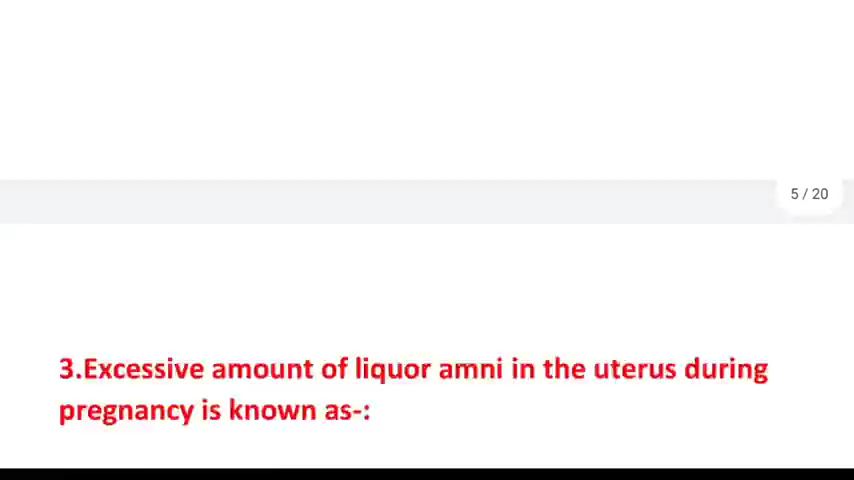 5 / 20
3.Excessive amount of liquor amni in the uterus during
pregnancy is known as-: